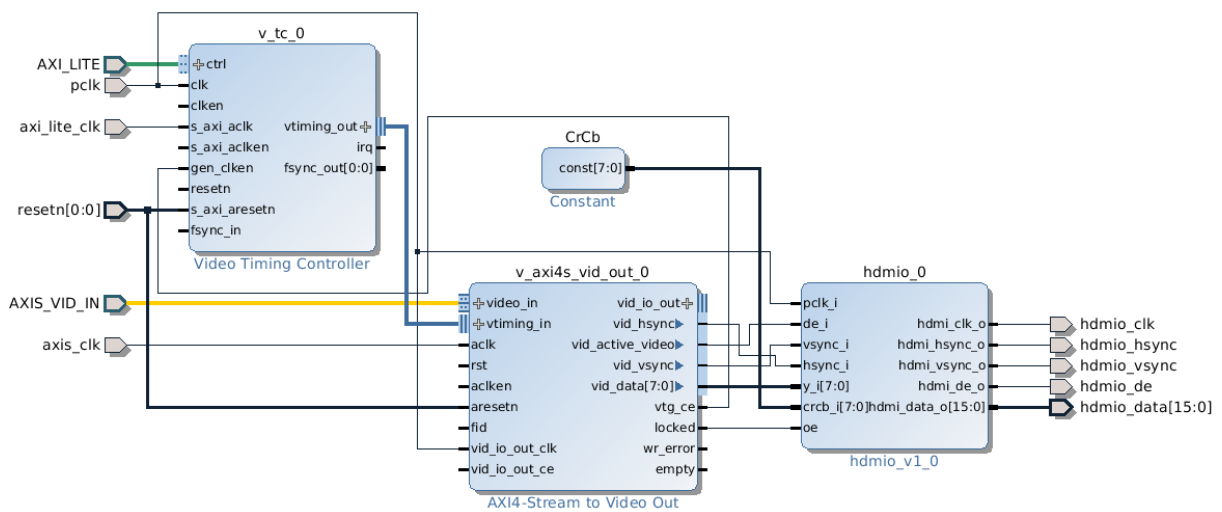 v_tc_0
AXI_LITE
pclk
axi_lite_clk
resetn[0:0]
AXIS_VID_IN
axis_clk
ctrl
clk
clken
s_axi_aclk
s_axi_aclken
gen_clken
resetn
s_axi_aresetn
fsync_in
vtiming_out
irq
fsync_out[0:0]
Video Timing Controller
CrCb
const[7:0]
Constant
v_axi4s_vid_out_0
video_in
vtiming_in
aclk
rst
aclken
aresetn
fid
vid_io_out_clk
vid_io_out_ce
vid_io_out
vid_hsync
vid_active_video
vid_vsync
vid_data[7:0]
vtg_ce
locked
wr_error
empty
AXI4-Stream to Video Out
hdmio_0
pclk_i
de_i
vsync_i
hsync_i
y_i[7:0]
crcb_i[7:0]
oe
hdmi_clk_o
hdmi_hsync_o
hdmi_vsync_o
hdmi_de_o
hdmi_data_o[15:0]
hdmio_v1_0
hdmio_clk
hdmio_hsync
hdmio_vsync
hdmio_de
hdmio_data[15:0]